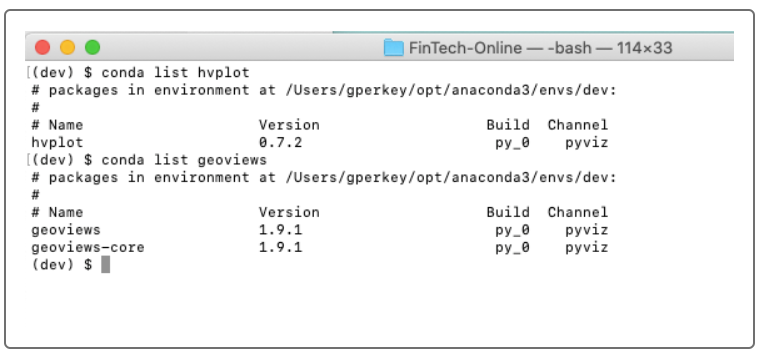 FinTech-Online — -bash — 114×33
[(dev) $ conda list hvplot
# packages in environment at /Users/gperkey/opt/anaconda3/envs/dev:
#
# Name                    Version                   Build  Channel
hvplot                    0.7.2                      py_0    pyviz
[(dev) $ conda list geoviews
# packages in environment at /Users/gperkey/opt/anaconda3/envs/dev:
#
# Name                    Version                   Build  Channel
geoviews                  1.9.1                      py_0    pyviz
geoviews-core             1.9.1                      py_0    pyviz
(dev) $